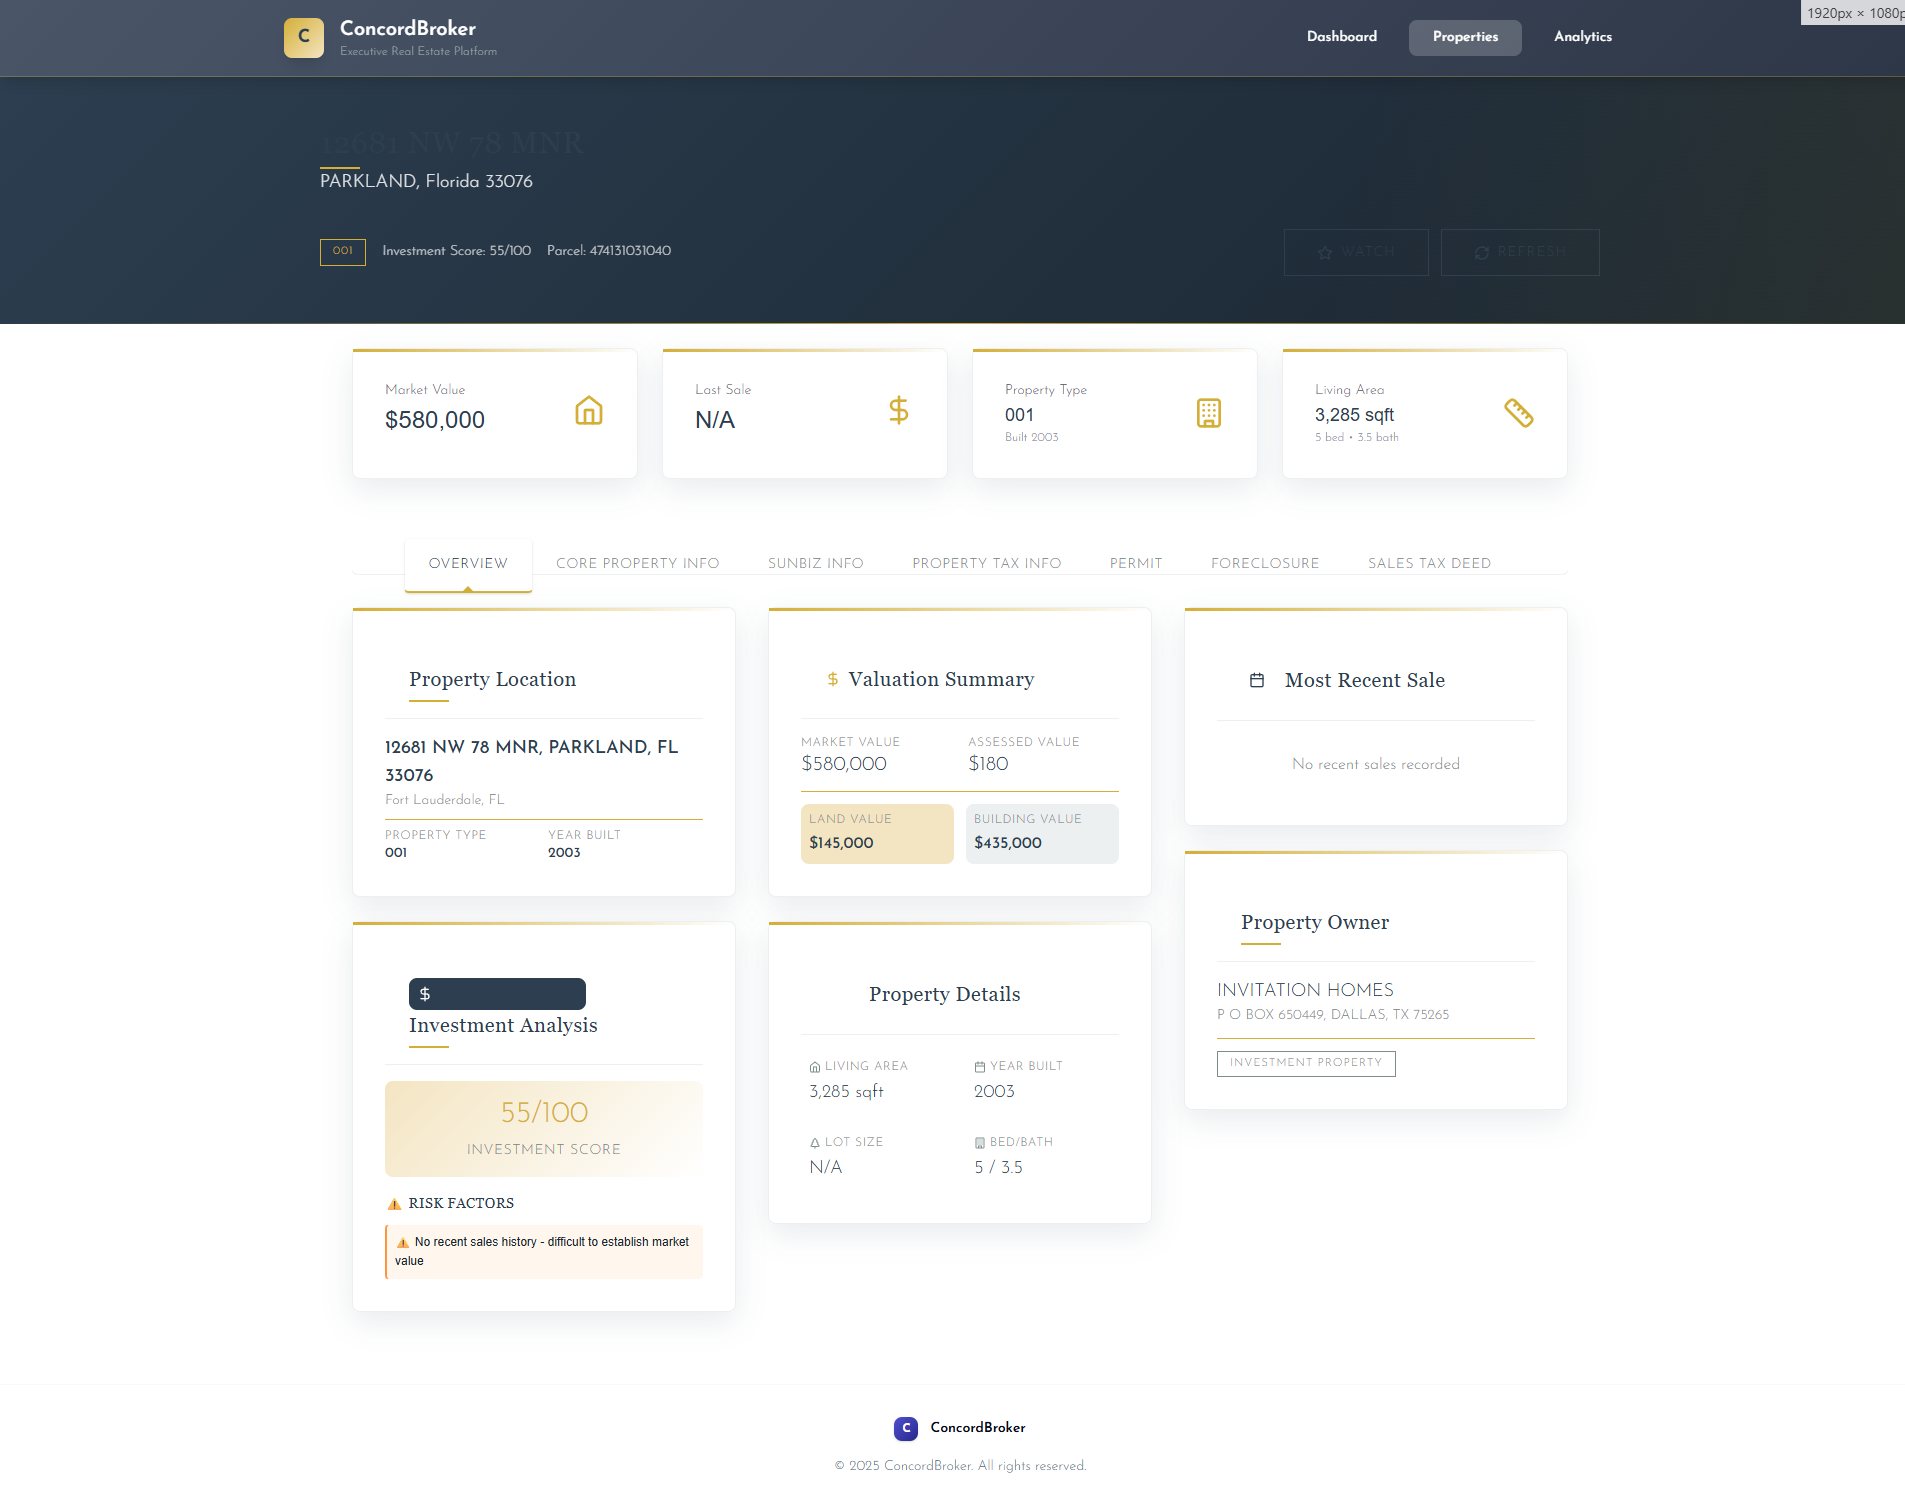 C
ConcordBroker
Executive Real Estate Platform
Dashboard
Properties
Analytics
1920px × 1080p
12681 NW 78 MNR
PARKLAND, Florida 33076
001
Investment Score: 55/100
Parcel: 474131031040
WATCH
REFRESH
Market Value
$580,000
Last Sale
N/A
$
Property Type
001
Built 2003
Living Area
3,285 sqft
5 bed • 3.5 bath
OVERVIEW
CORE PROPERTY INFO
SUNBIZ INFO
PROPERTY TAX INFO
PERMIT
FORECLOSURE
SALES TAX DEED
Property Location
12681 NW 78 MNR, PARKLAND, FL
33076
Fort Lauderdale, FL
PROPERTY TYPE
001
YEAR BUILT
2003
$ Valuation Summary
MARKET VALUE
$580,000
ASSESSED VALUE
$180
LAND VALUE
$145,000
BUILDING VALUE
$435,000
Most Recent Sale
No recent sales recorded
Property Owner
INVITATION HOMES
P O BOX 650449, DALLAS, TX 75265
INVESTMENT PROPERTY
$
Investment Analysis
55/100
INVESTMENT SCORE
RISK FACTORS
No recent sales history - difficult to establish market
value
Property Details
LIVING AREA
3,285 sqft
YEAR BUILT
2003
LOT SIZE
N/A
BED/BATH
5 / 3.5
C
ConcordBroker
© 2025 ConcordBroker. All rights reserved.